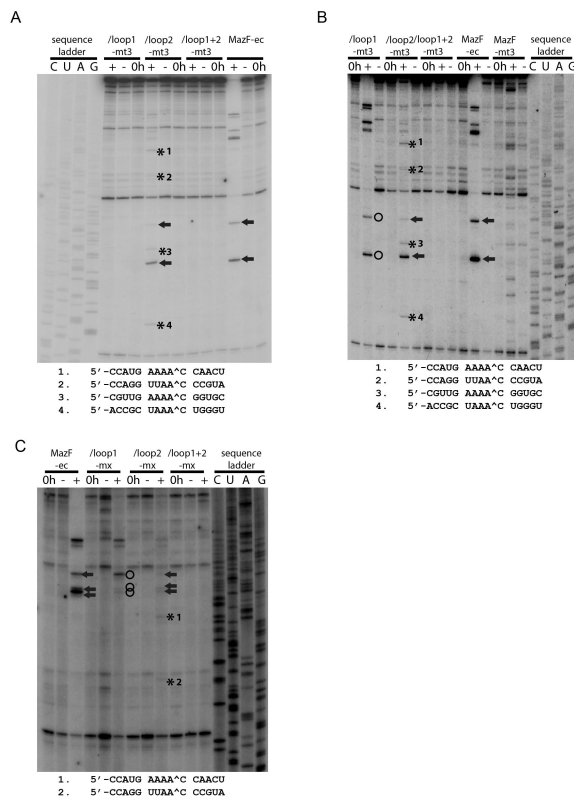 A
sequence
ladder
/loop1
-mt3
/loop2
-mt3
/loop1+2
-mt3
MazF-ec
C U A G + - 0h + - 0h + - 0h + - 0h
*1
*2
*3
*4
1. 5′-CCAUG AAAA^C CAACU
2. 5′-CCAGG UUAA^C CCGUA
3. 5′-CGUUG AAAA^C GGUGC
4. 5′-ACCGC UAAA^C UGGGU
B
/loop1
-mt3
/loop2
-mt3
/loop1+2
-mt3
MazF
-ec
MazF
-mt3
sequence
ladder
0h + - 0h + - 0h + - 0h + - 0h + - C U A G
*1
*2
*3
*4
1. 5′-CCAUG AAAA^C CAACU
2. 5′-CCAGG UUAA^C CCGUA
3. 5′-CGUUG AAAA^C GGUGC
4. 5′-ACCGC UAAA^C UGGGU
C
MazF
-ec
/loop1
-mx
/loop2
-mx
/loop1+2
-mx
sequence
ladder
0h - + 0h - + 0h - + 0h - + C U A G
*1
*2
1. 5′-CCAUG AAAA^C CAACU
2. 5′-CCAGG UUAA^C CCGUA